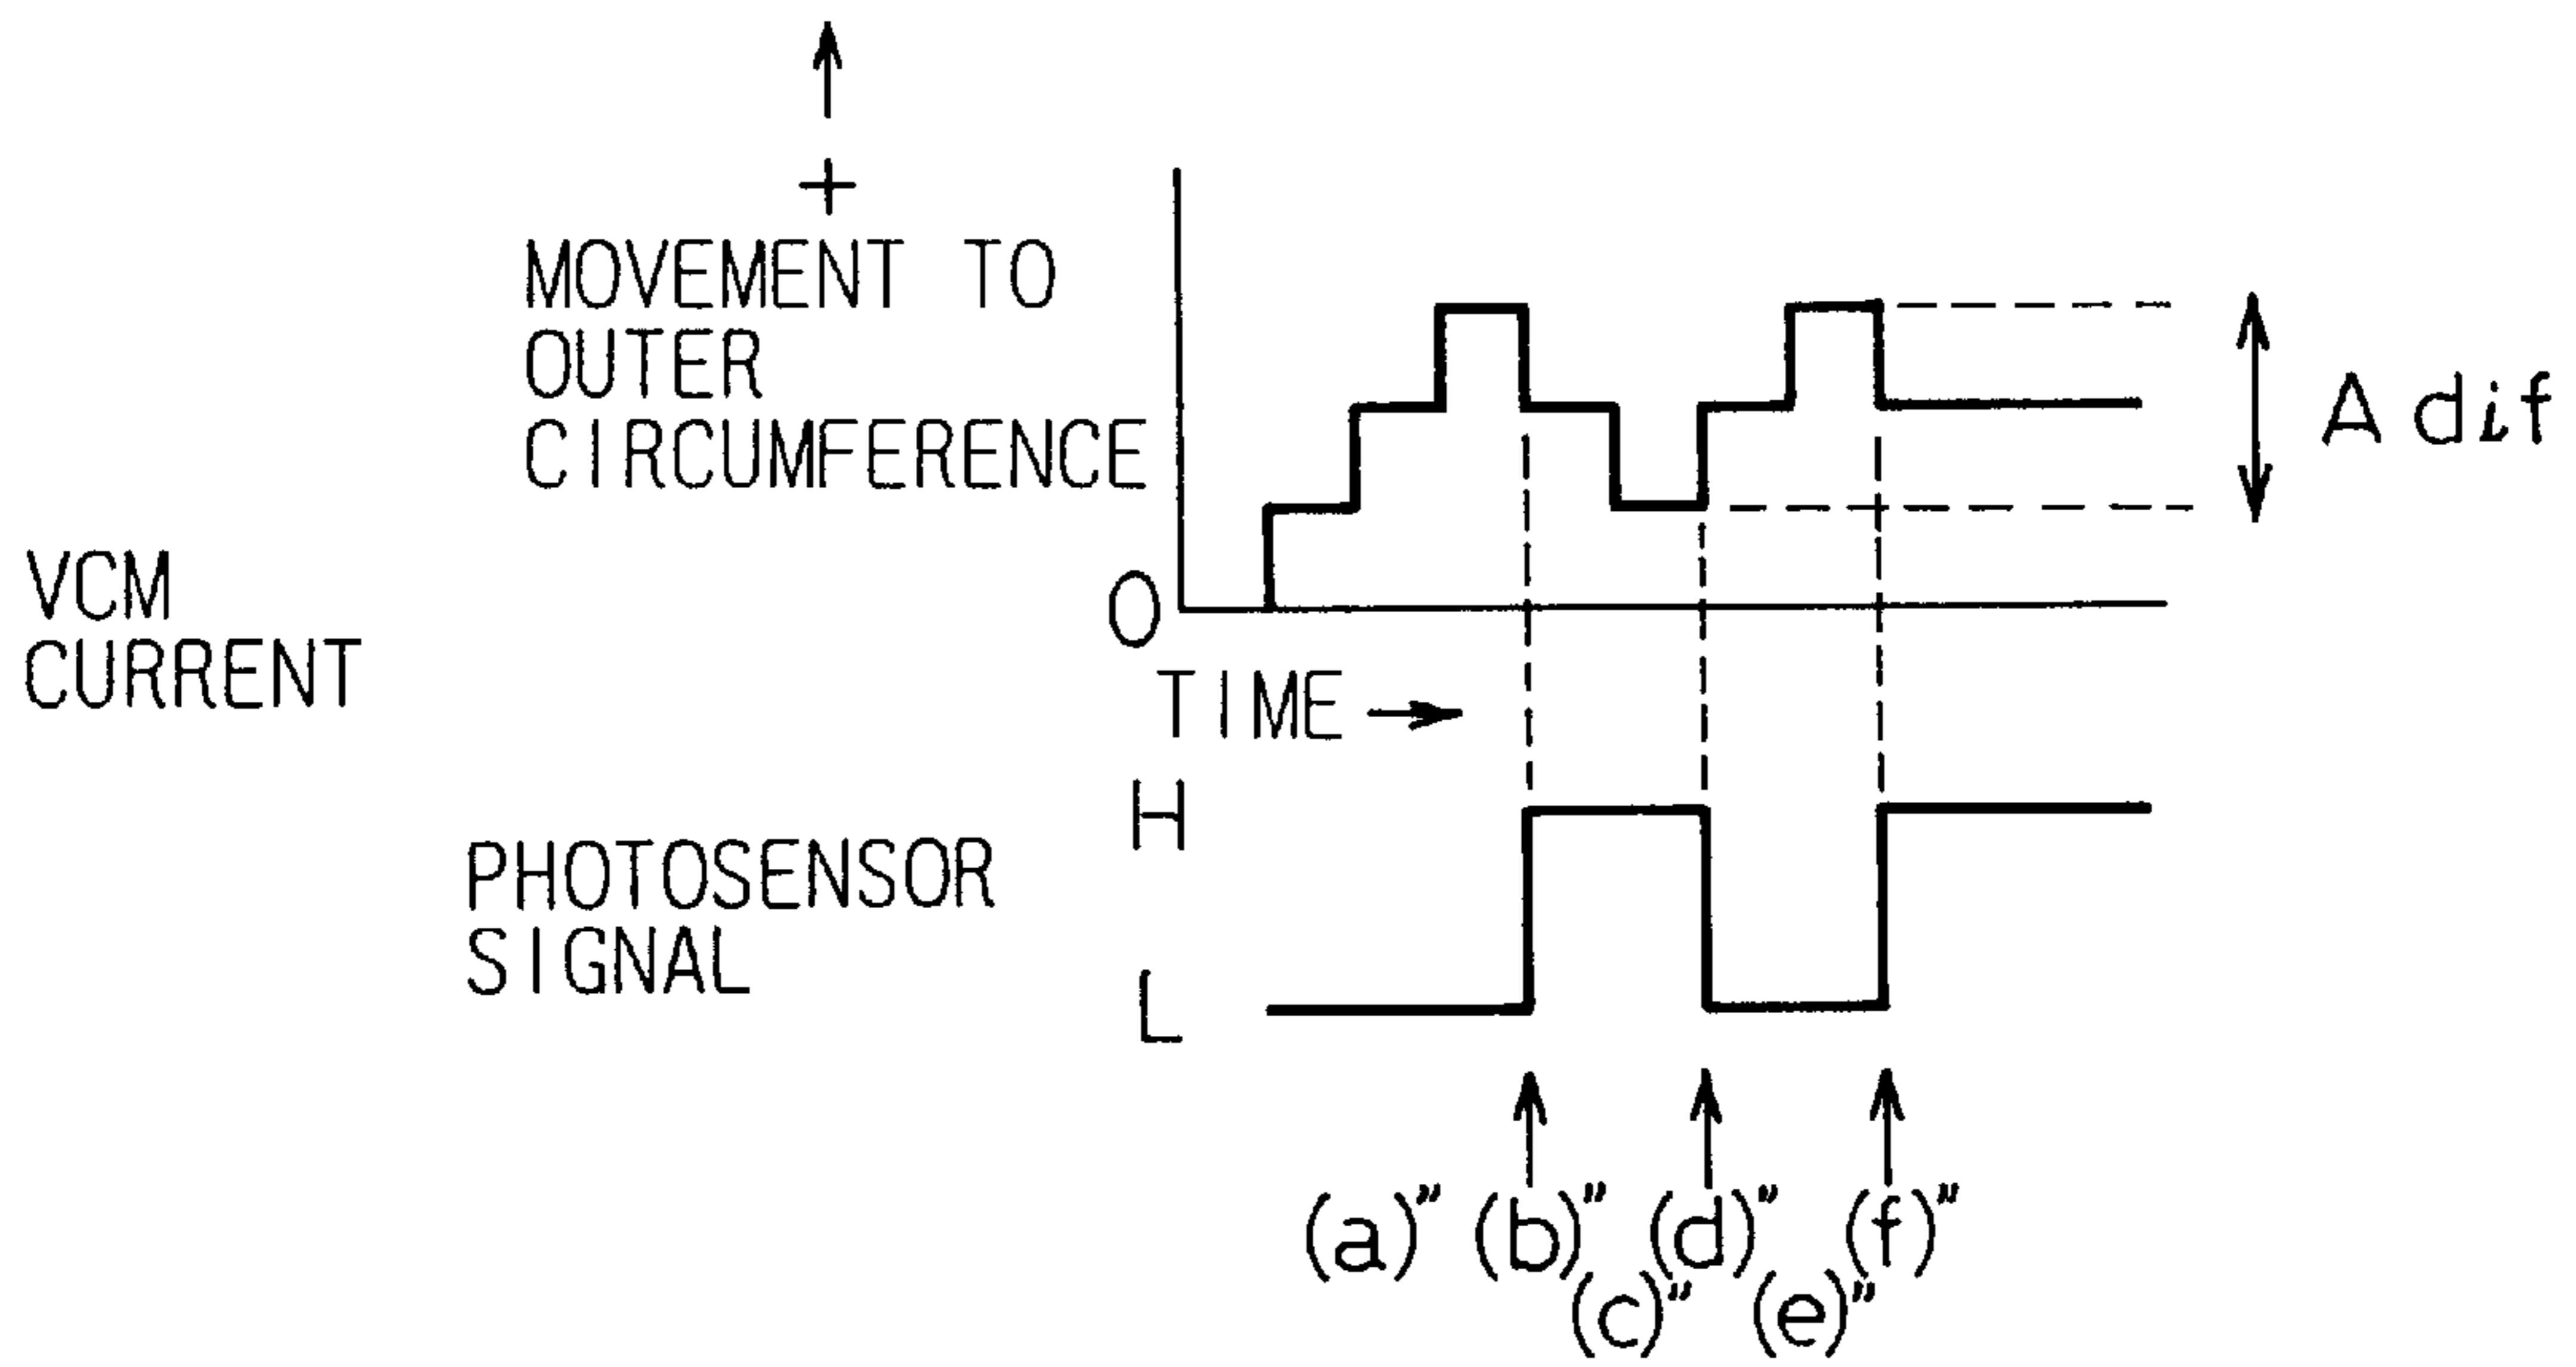 +
MOVEMENT TO
OUTER
CIRCUMFERENCE
A dif
VCM
CURRENT
O
TIME →
H
PHOTOSENSOR
SIGNAL
L
(a)" (b)" (d)" (f)"
(c)" (e)"